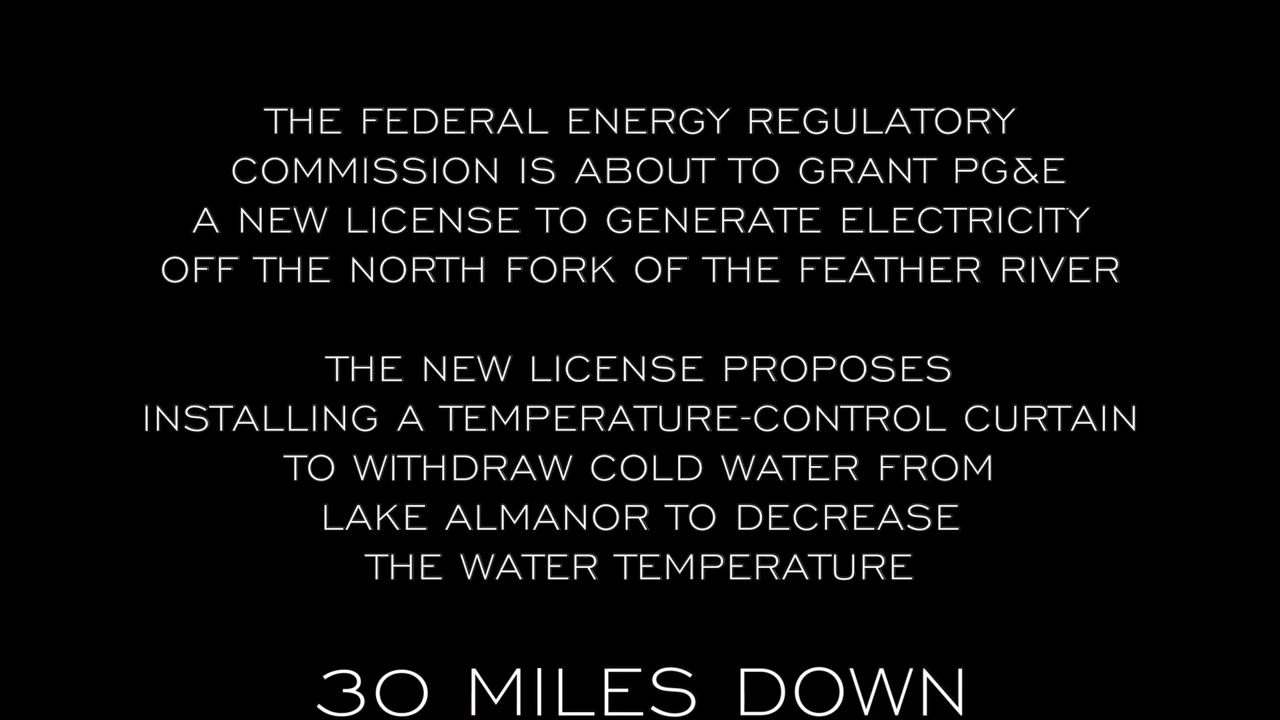 THE FEDERAL ENERGY REGULATORY
COMMISSION IS ABOUT TO GRANT PG&E
A NEW LICENSE TO GENERATE ELECTRICITY
OFF THE NORTH FORK OF THE FEATHER RIVER
THE NEW LICENSE PROPOSES
INSTALLING A TEMPERATURE-CONTROL CURTAIN
TO WITHDRAW COLD WATER FROM
LAKE ALMANOR TO DECREASE
THE WATER TEMPERATURE
30 MILES DOWN